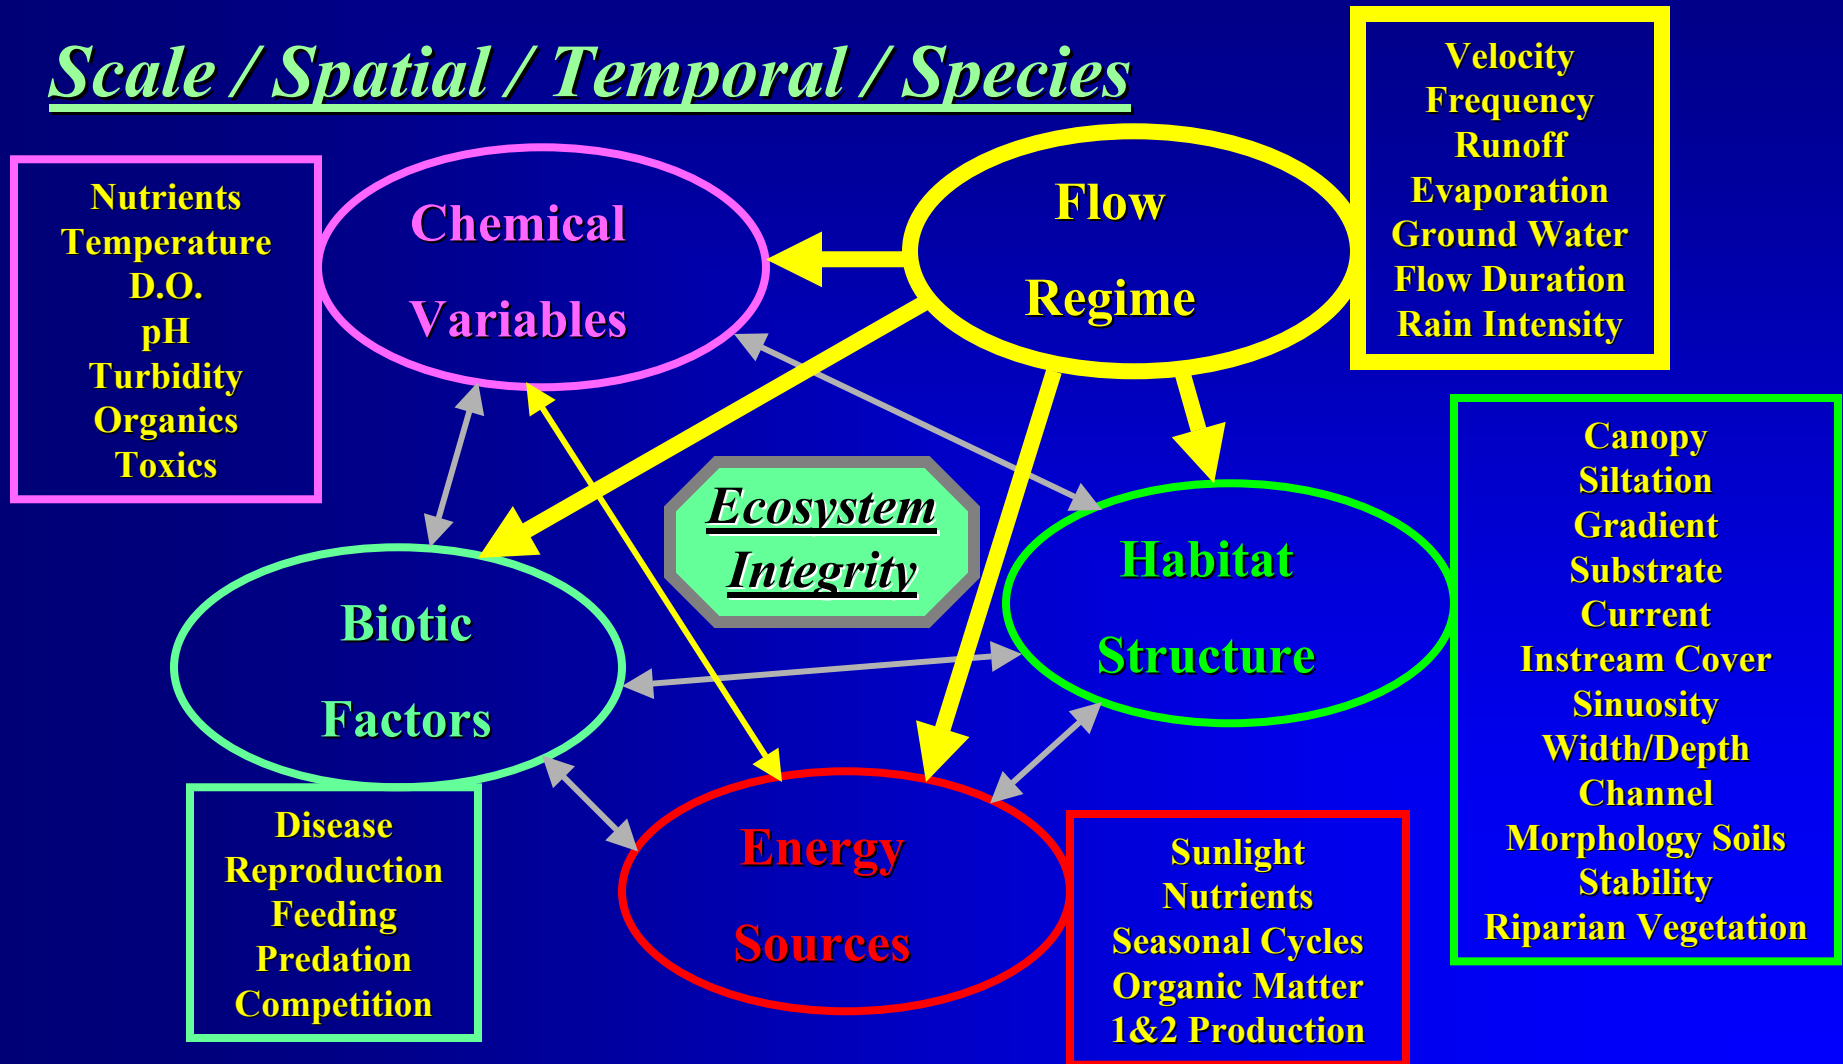 Scale / Spatial / Temporal / Species
Velocity
Frequency
Runoff
Evaporation
Ground Water
Flow Duration
Rain Intensity
Flow
Regime
Chemical
Variables
Nutrients
Temperature
D.O.
pH
Turbidity
Organics
Toxics
Ecosystem
Integrity
Habitat
Structure
Canopy
Siltation
Gradient
Substrate
Current
Instream Cover
Sinuosity
Width/Depth
Channel
Morphology Soils
Stability
Riparian Vegetation
Biotic
Factors
Disease
Reproduction
Feeding
Predation
Competition
Energy
Sources
Sunlight
Nutrients
Seasonal Cycles
Organic Matter
1&2 Production